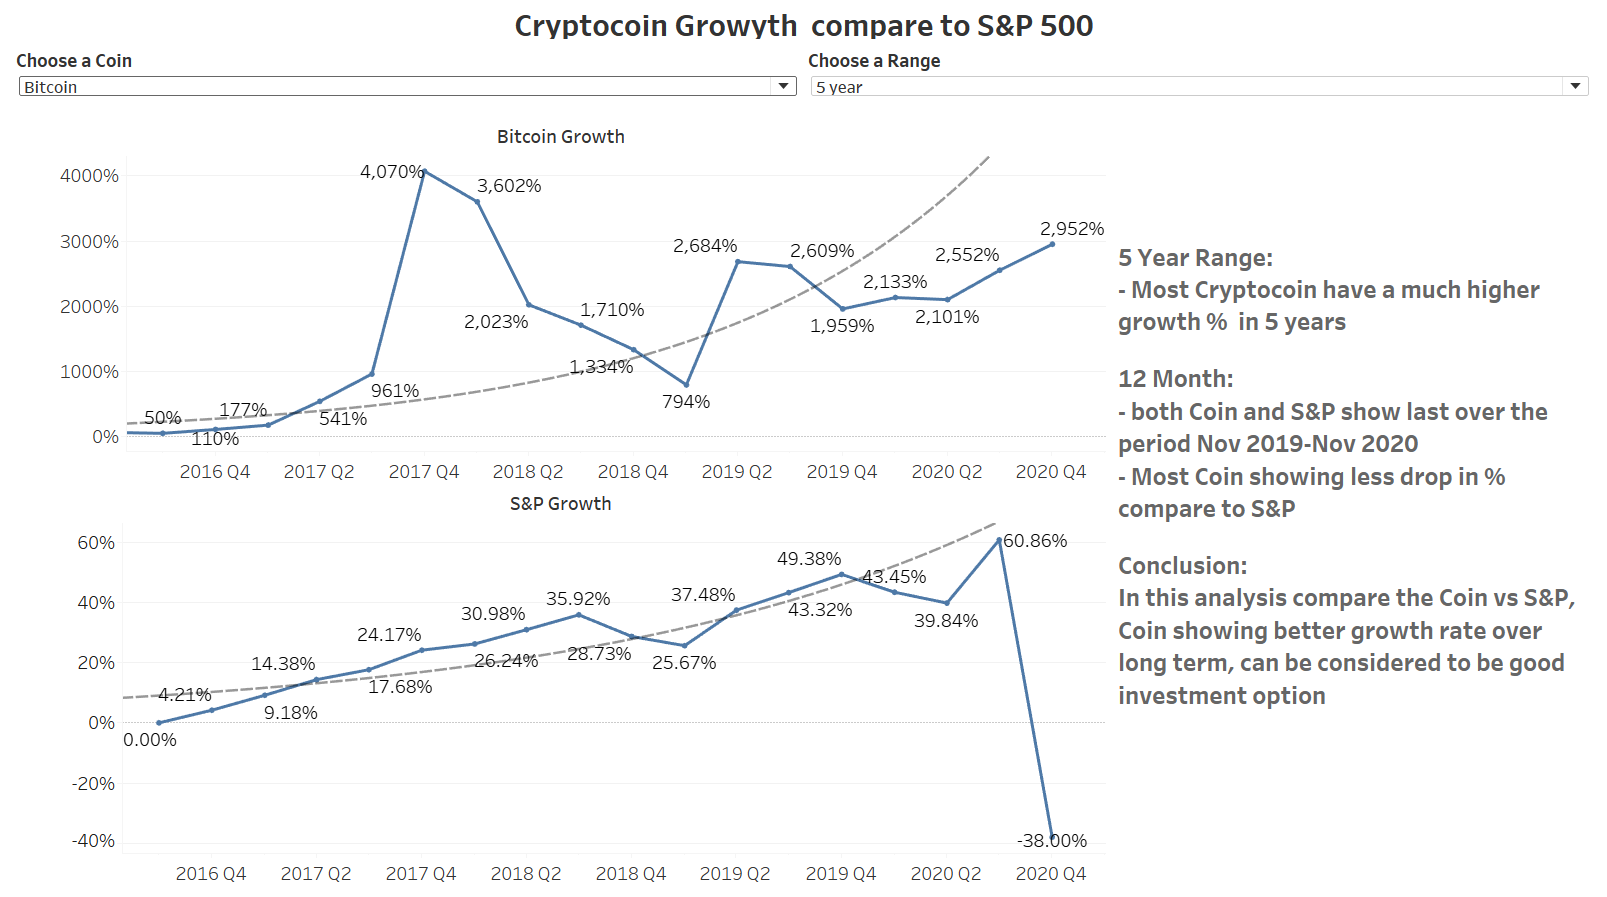 Cryptocoin Growyth  compare to S&P 500
Choose a Coin
Choose a Range
Bitcoin
5 year
Bitcoin Growth
4000%
3000%
2000%
1000%
0%
50%
110%
177%
541%
961%
4,070%
3,602%
2,023%
1,710%
1,334%
794%
2,684%
2,609%
1,959%
2,133%
2,101%
2,552%
2,952%
2016 Q4
2017 Q2
2017 Q4
2018 Q2
2018 Q4
2019 Q2
2019 Q4
2020 Q2
2020 Q4
S&P Growth
60%
40%
20%
0%
-20%
-40%
0.00%
4.21%
9.18%
14.38%
17.68%
24.17%
26.24%
30.98%
35.92%
28.73%
25.67%
37.48%
43.32%
49.38%
43.45%
39.84%
60.86%
-38.00%
2016 Q4
2017 Q2
2017 Q4
2018 Q2
2018 Q4
2019 Q2
2019 Q4
2020 Q2
2020 Q4
5 Year Range:
- Most Cryptocoin have a much higher
growth %  in 5 years
12 Month:
- both Coin and S&P show last over the
period Nov 2019-Nov 2020
- Most Coin showing less drop in %
compare to S&P
Conclusion:
In this analysis compare the Coin vs S&P,
Coin showing better growth rate over
long term, can be considered to be good
investment option